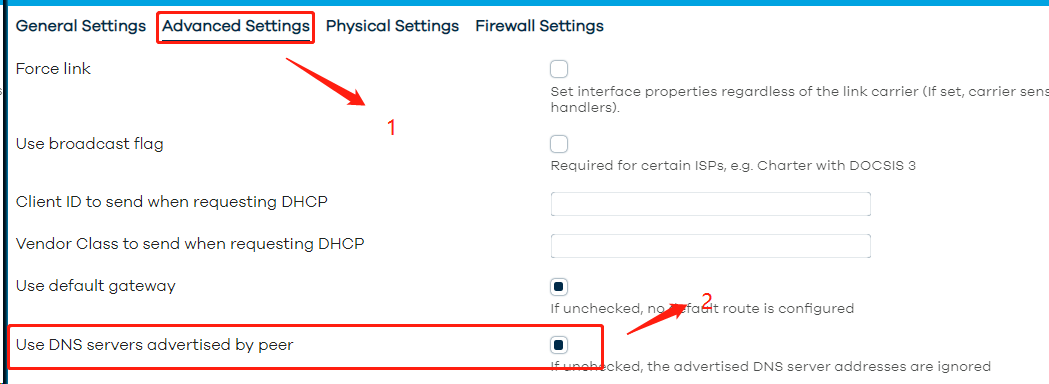 General Settings Advanced Settings Physical Settings Firewall Settings
Force link
Set interface properties regardless of the link carrier (If set, carrier sens
handlers).
1
Use broadcast flag
Required for certain ISPs, e.g. Charter with DOCSIS 3
Client ID to send when requesting DHCP
Vendor Class to send when requesting DHCP
Use default gateway
2
If unchecked, no default route is configured
Use DNS servers advertised by peer
If unchecked, the advertised DNS server addresses are ignored